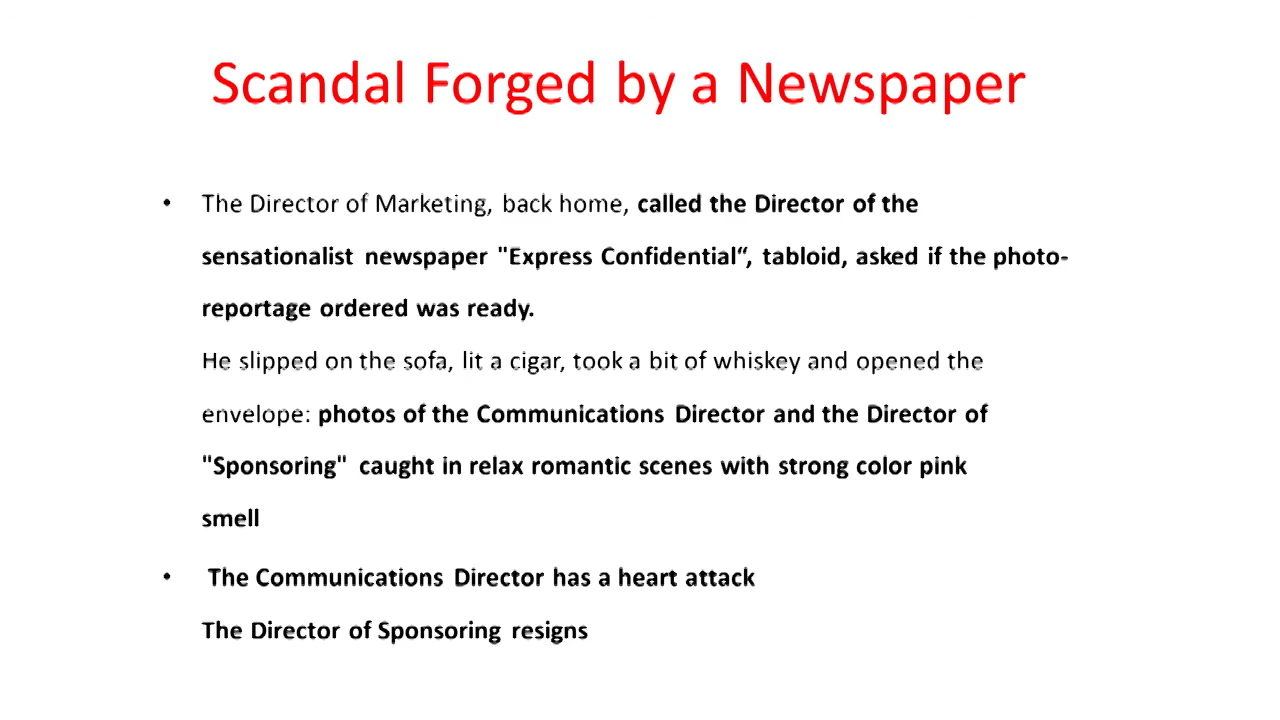 Scandal Forged by a Newspaper
• The Director of Marketing, back home, called the Director of the
sensationalist newspaper "Express Confidential“, tabloid, asked if the photo-
reportage ordered was ready.
He slipped on the sofa, lit a cigar, took a bit of whiskey and opened the
envelope: photos of the Communications Director and the Director of
"Sponsoring" caught in relax romantic scenes with strong color pink
smell
• The Communications Director has a heart attack
The Director of Sponsoring resigns